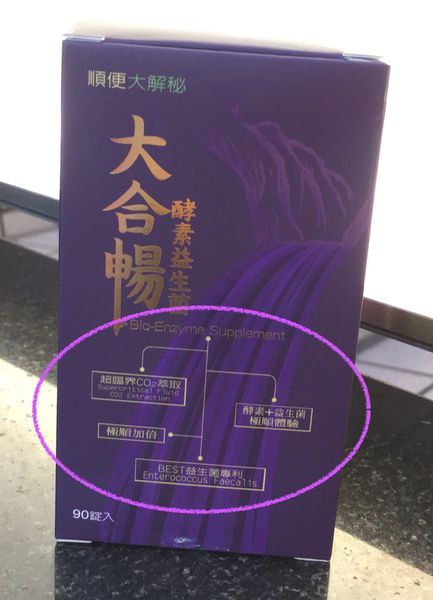 順便大解秘
大合暢
酵素益生菌
Bio-Enzyme Supplement
超臨界CO₂萃取
Supercritical Fluid
CO2 Extraction
酵素+益生菌
極順體驗
極順加倍
BEST益生菌專利
Enterococcus Faecalis
90錠入